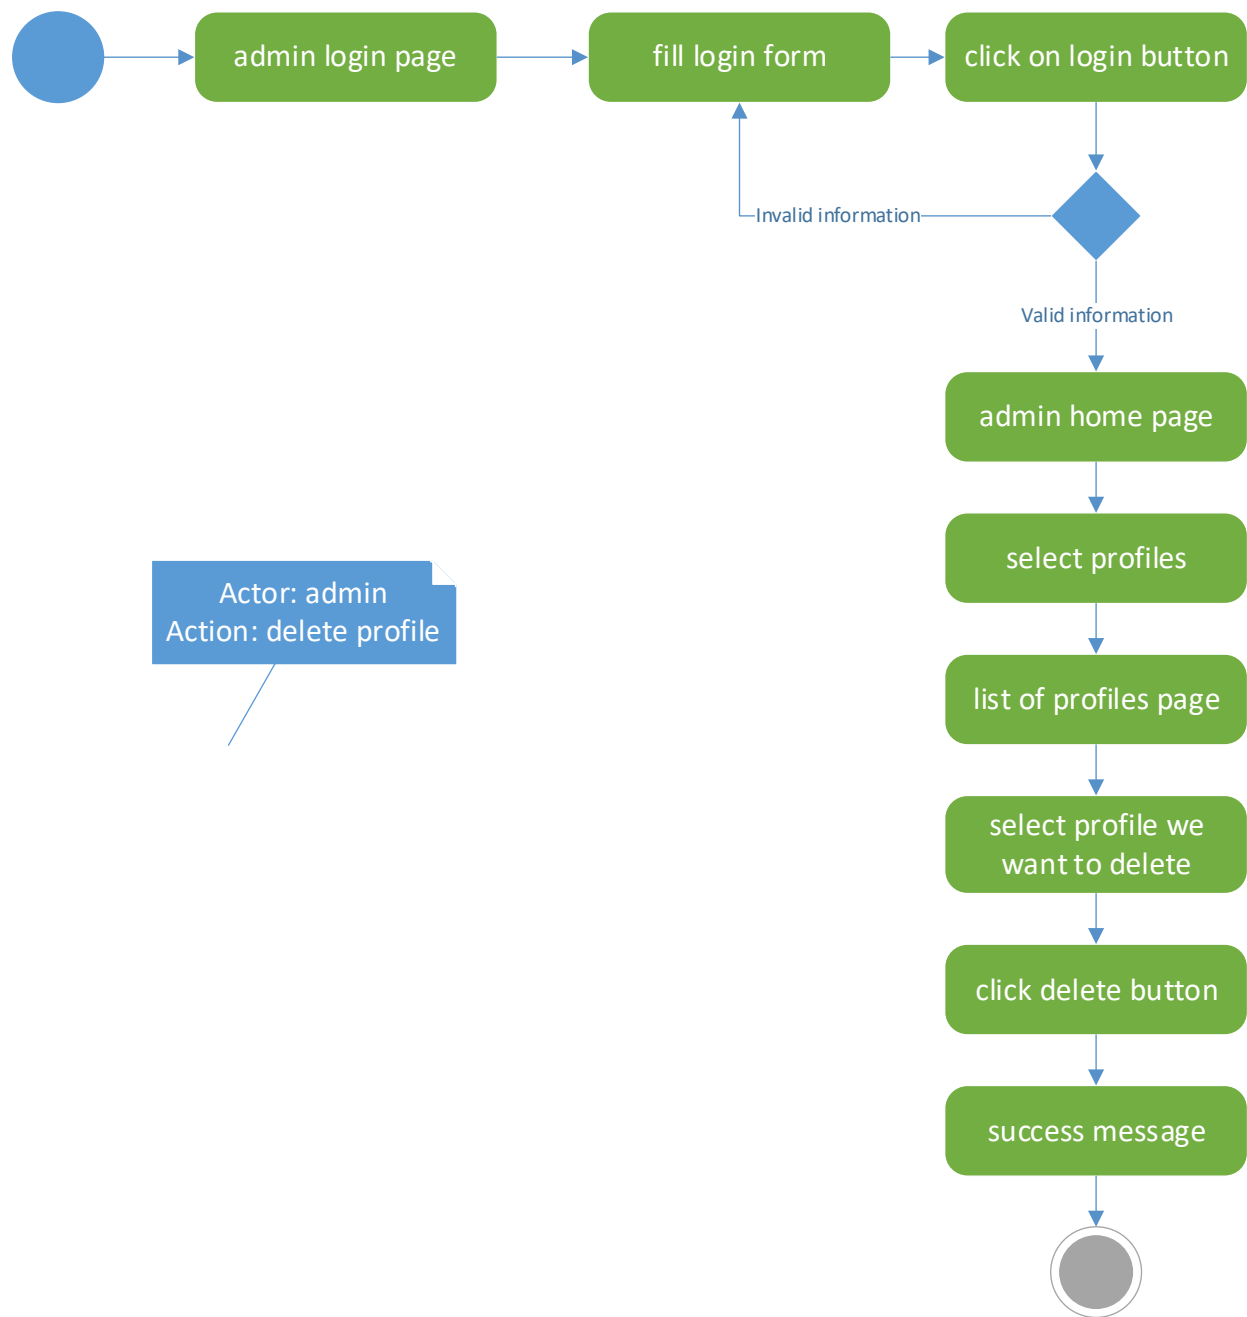 admin login page
fill login form
click on login button
Invalid information
Valid information
admin home page
select profiles
Actor: admin
Action: delete profile
list of profiles page
select profile we
want to delete
click delete button
success message